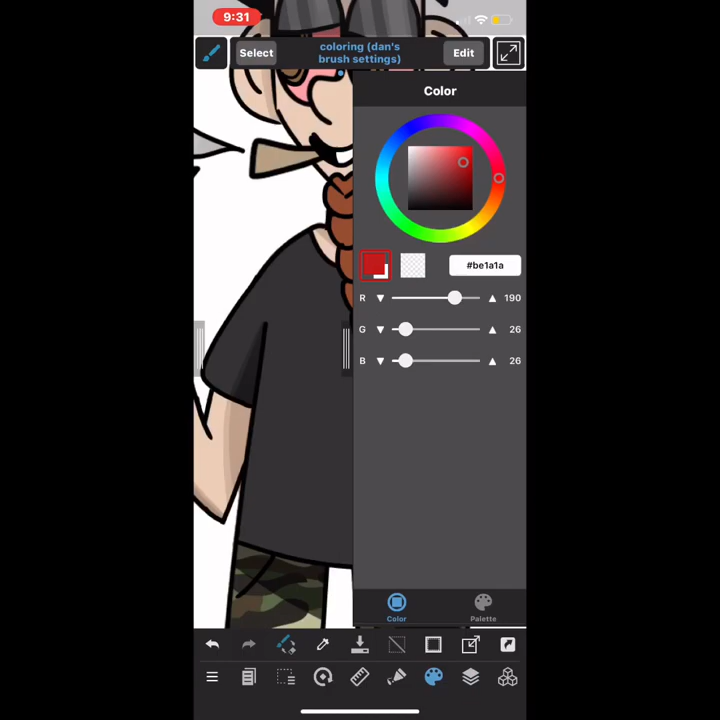 9:31
Select
coloring (dan's
brush settings)
Edit
Color
#be1a1a
R 190
G 26
B 26
Color
Palette